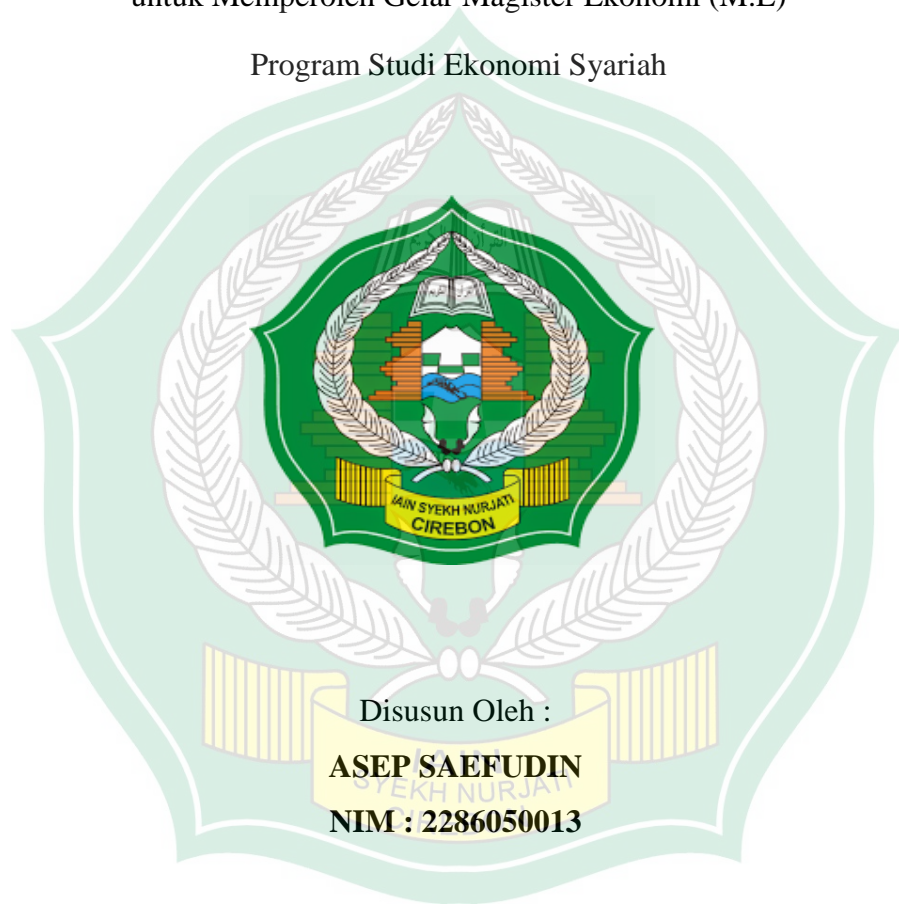 untuk Memperoleh Gelar Magister Ekonomi (M.E)
Program Studi Ekonomi Syariah
IAIN SYEKH NURJATI
CIREBON
Disusun Oleh :
ASEP SAEFUDIN
NIM : 2286050013